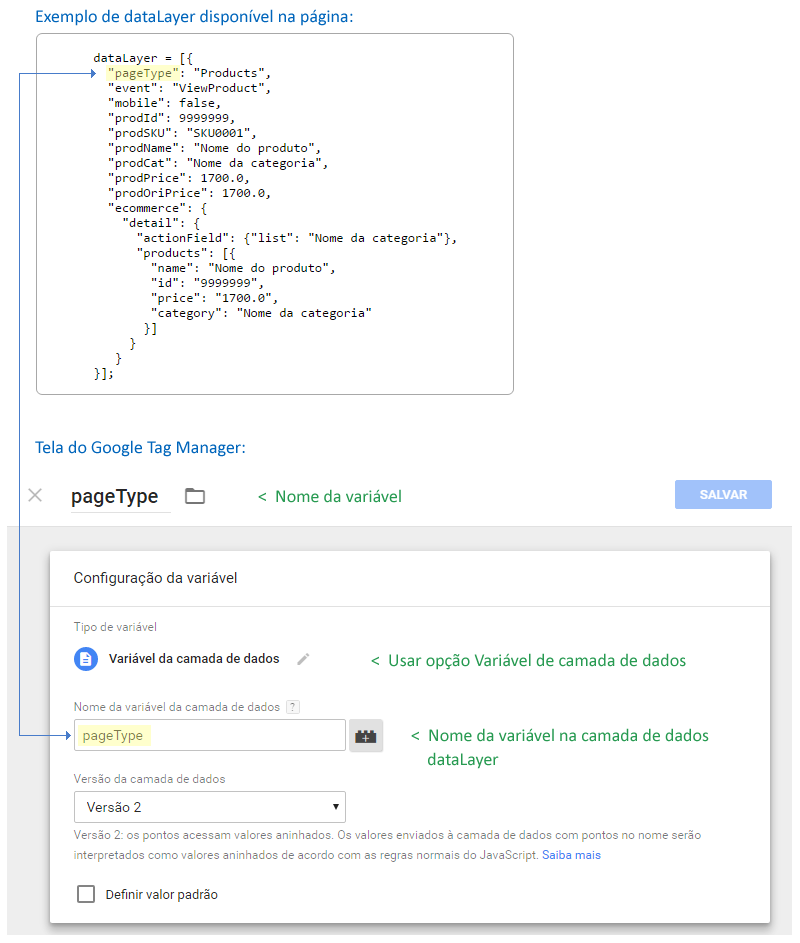 Exemplo de dataLayer disponível na página:
dataLayer = [{
"pageType": "Products",
"event": "ViewProduct",
"mobile": false,
"prodId": 9999999,
"prodSKU": "SKU0001",
"prodName": "Nome do produto",
"prodCat": "Nome da categoria",
"prodPrice": 1700.0,
"prodOriPrice": 1700.0,
"ecommerce": {
"detail": {
"actionField": {"list": "Nome da categoria"},
"products": [{
"name": "Nome do produto",
"id": "9999999",
"price": "1700.0",
"category": "Nome da categoria"
}]
}
}
}];
Tela do Google Tag Manager:
pageType < Nome da variável SALVAR
Configuração da variável
Tipo de variável
Variável da camada de dados < Usar opção Variável de camada de dados
Nome da variável da camada de dados ?
pageType < Nome da variável na camada de dados
dataLayer
Versão da camada de dados
Versão 2
Versão 2: os pontos acessam valores aninhados. Os valores enviados à camada de dados com pontos no nome serão
interpretados como valores aninhados de acordo com as regras normais do JavaScript. Saiba mais
Definir valor padrão